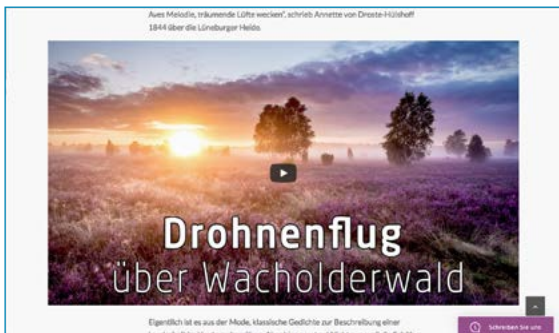 Aves Melodie, träumende Lüfte wecken", schrieb Annette von Droste-Hülshoff
1844 über die Lüneburger Heide.
Drohnenflug
über Wacholderwald
Eigentlich ist es aus der Mode, klassische Gedichte zur Beschreibung einer
Schreiben Sie uns